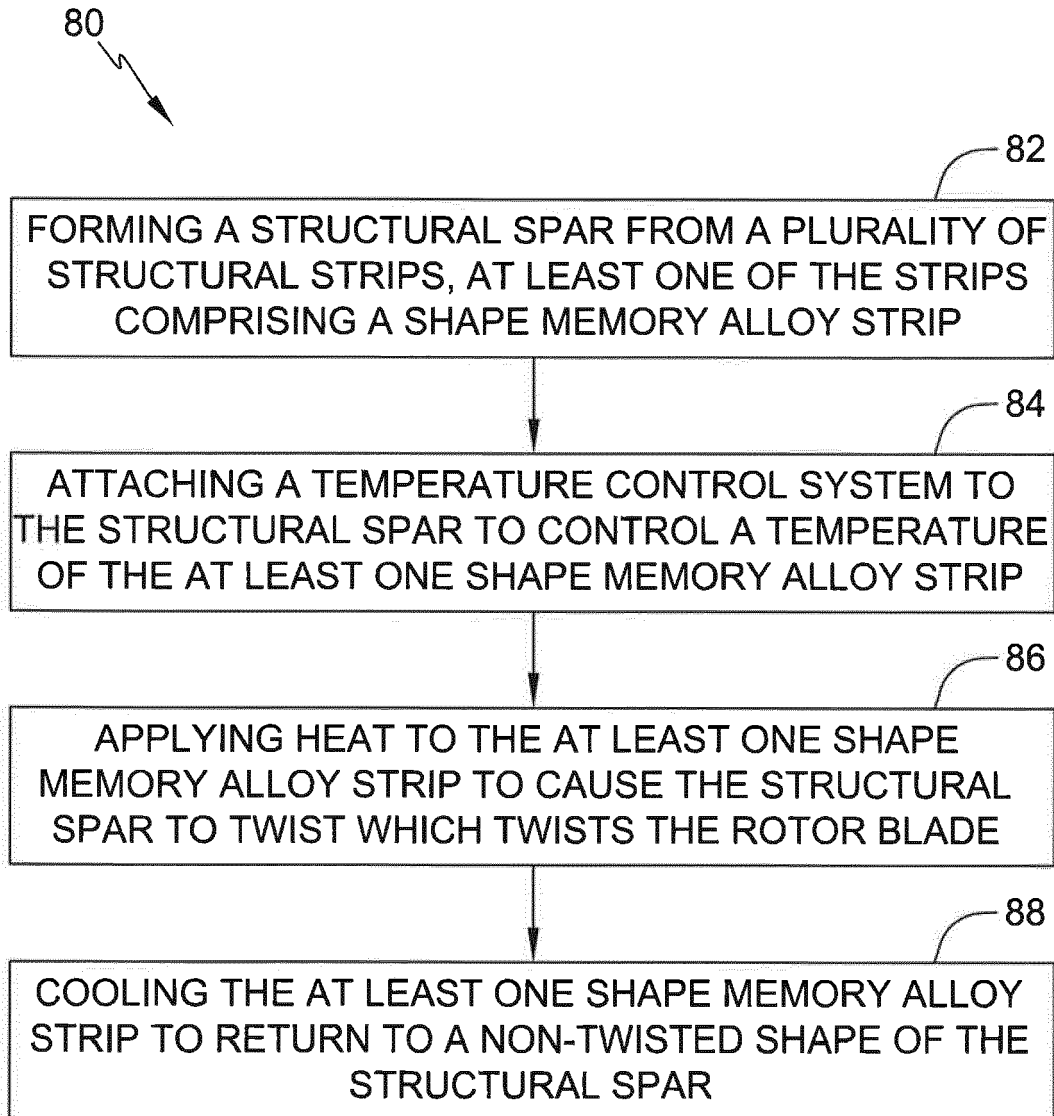 80
82
FORMING A STRUCTURAL SPAR FROM A PLURALITY OF
STRUCTURAL STRIPS, AT LEAST ONE OF THE STRIPS
COMPRISING A SHAPE MEMORY ALLOY STRIP
84
ATTACHING A TEMPERATURE CONTROL SYSTEM TO
THE STRUCTURAL SPAR TO CONTROL A TEMPERATURE
OF THE AT LEAST ONE SHAPE MEMORY ALLOY STRIP
86
APPLYING HEAT TO THE AT LEAST ONE SHAPE
MEMORY ALLOY STRIP TO CAUSE THE STRUCTURAL
SPAR TO TWIST WHICH TWISTS THE ROTOR BLADE
88
COOLING THE AT LEAST ONE SHAPE MEMORY ALLOY
STRIP TO RETURN TO A NON-TWISTED SHAPE OF THE
STRUCTURAL SPAR